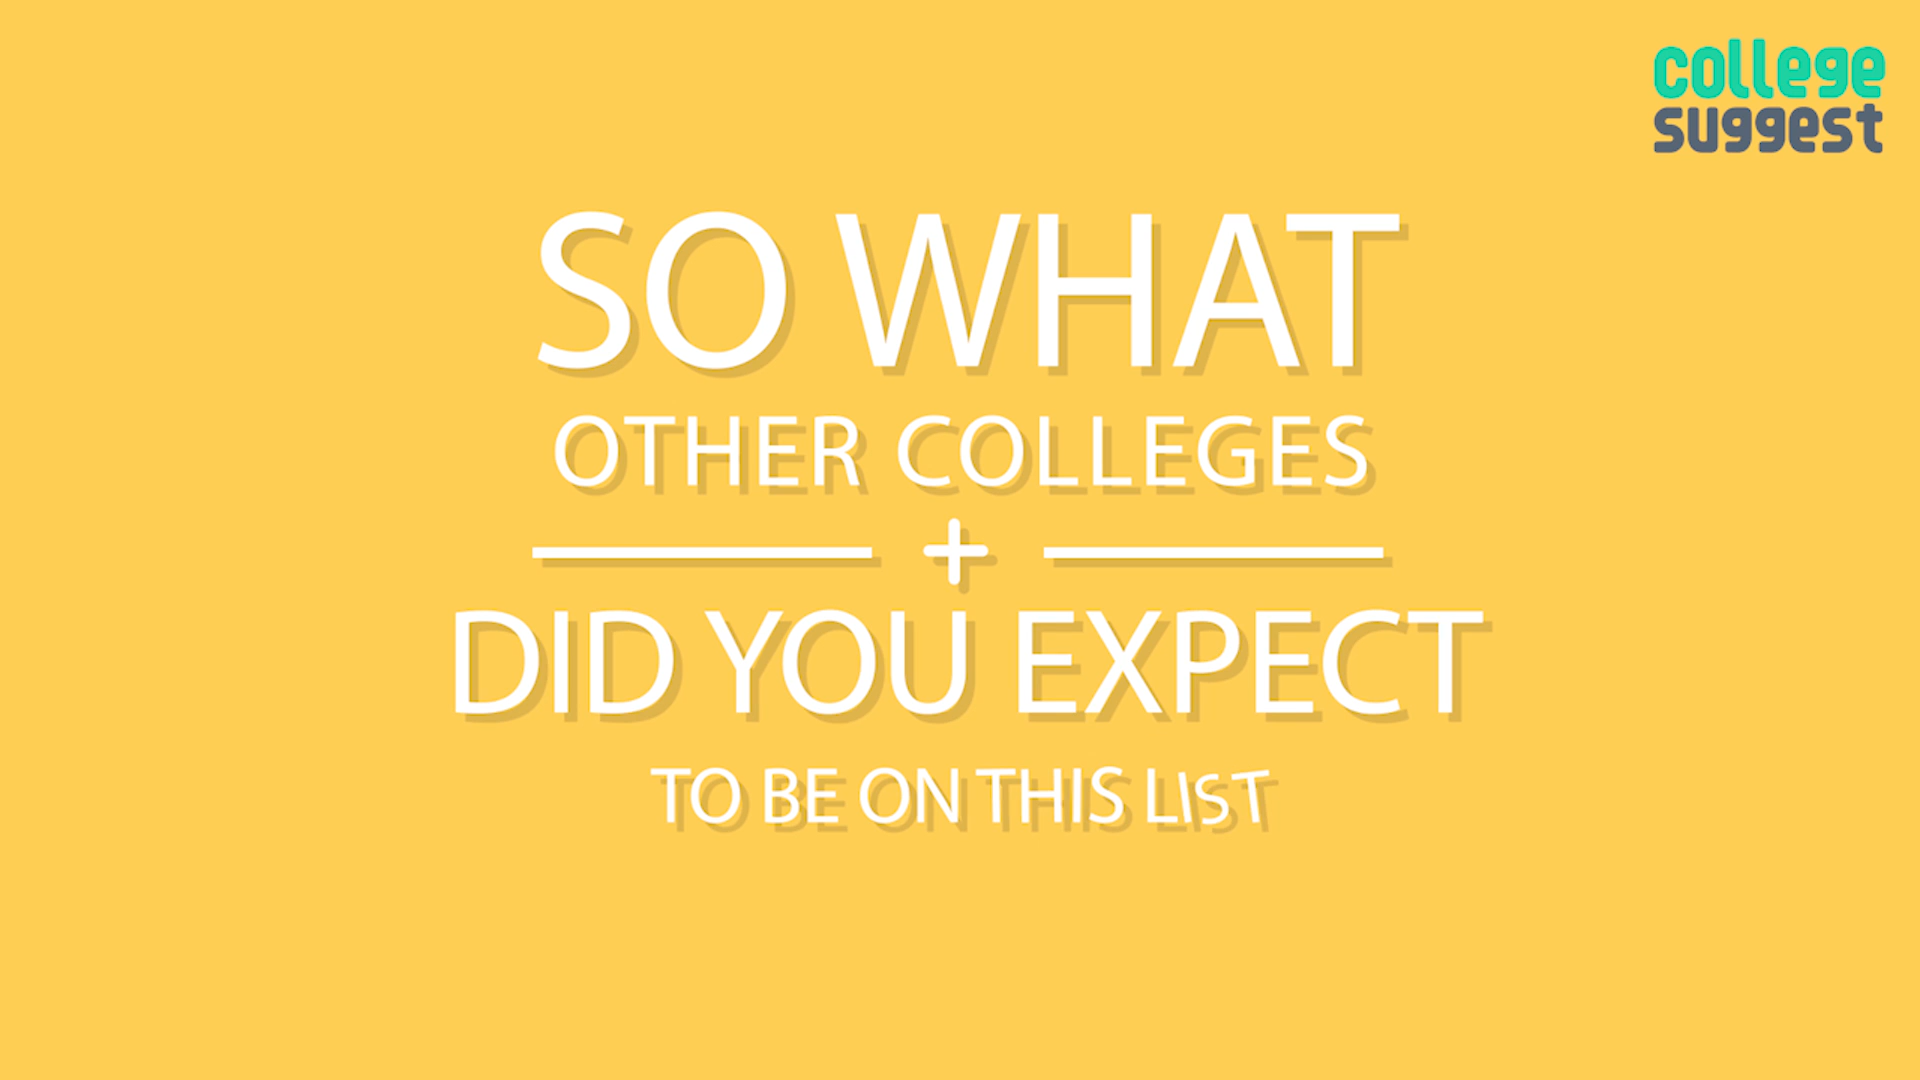 college
suggest
SO WHAT
OTHER COLLEGES
+
DID YOU EXPECT
TO BE ON THIS LIST